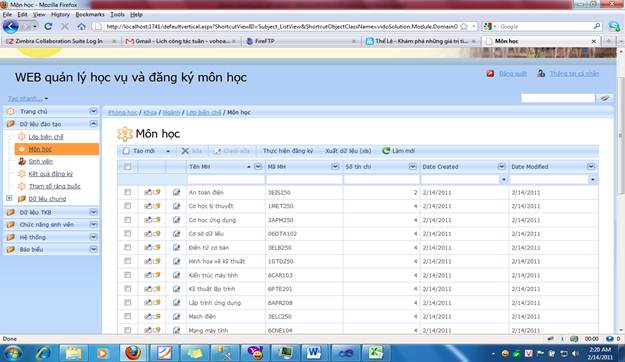 Môn học - Mozilla Firefox
File Edit View History Bookmarks Tools Help
http://localhost:1741/defaultvertical.aspx?ShortcutViewID=Subject_ListView&ShortcutObjectClassName=vidoSolution.Module.DomainO
Google
Zimbra Collaboration Suite Log In
Gmail - Lịch công tác tuần - vohoa...
FireFTP
Thể Lệ - Khám phá những giá trị tì...
Môn học
WEB quản lý học vụ và đăng ký môn học
Đăng xuất
Thông tin cá nhân
Tạo nhanh...
Trang chủ
Dữ liệu đào tạo
Lớp biên chế
Môn học
Sinh viên
Kết quả đăng ký
Tham số ràng buộc
Dữ liệu chung
Dữ liệu TKB
Chức năng sinh viên
Hệ thống
Báo biểu
Phòng học / Khoa / Ngành / Lớp biên chế / Môn học
Môn học
Tạo mới Xóa Chỉnh sửa Thực hiện đăng ký Xuất dữ liệu (xls) Làm mới
Tên MH Mã MH Số tín chỉ Date Created Date Modified
An toàn điện 3EIS250 2 2/14/2011 2/14/2011
Cơ học lý thuyết 1MET250 4 2/14/2011 2/14/2011
Cơ học ứng dụng 3APM250 4 2/14/2011 2/14/2011
Cơ sở dữ liệu 0EDTA102 4 2/14/2011 2/14/2011
Điện tử cơ bản 3ELB250 4 2/14/2011 2/14/2011
Hình họa vẽ kỹ thuật 1GTD250 4 2/14/2011 2/14/2011
Kiến trúc máy tính 6CAR103 4 2/14/2011 2/14/2011
Kỹ thuật lập trình 6PTE201 4 2/14/2011 2/14/2011
Lập trình ứng dụng 6APR208 4 2/14/2011 2/14/2011
Mạch điện 3ELC250 4 2/14/2011 2/14/2011
Mạng máy tính 6CNE104 4 2/14/2011 2/14/2011
Done
00:00
0
2:20 AM
2/14/2011